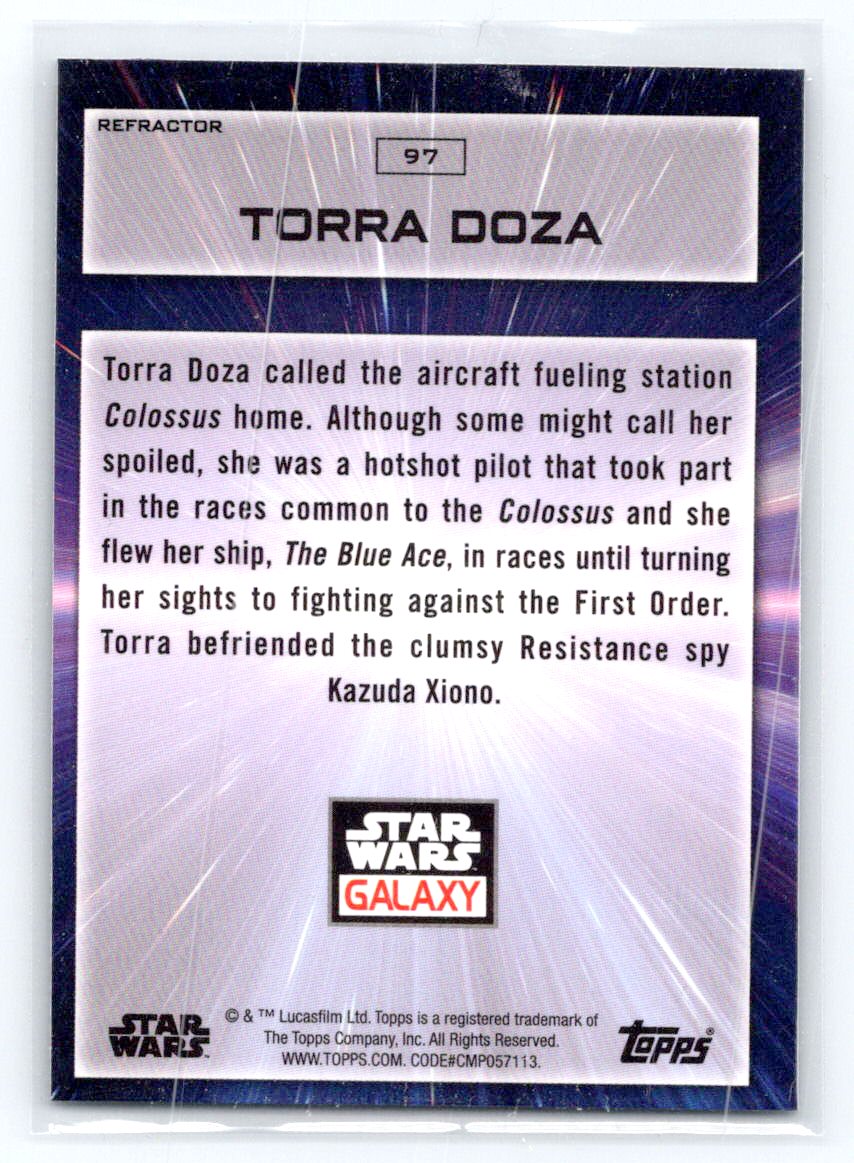 REFRACTOR
97
TORRA DOZA
Torra Doza called the aircraft fueling station
Colossus home. Although some might call her
spoiled, she was a hotshot pilot that took part
in the races common to the Colossus and she
flew her ship, The Blue Ace, in races until turning
her sights to fighting against the First Order.
Torra befriended the clumsy Resistance spy
Kazuda Xiono.
STAR
WARS
GALAXY
STAR
WARS™
© & ™ Lucasfilm Ltd. Topps is a registered trademark of
The Topps Company, Inc. All Rights Reserved.
WWW.TOPPS.COM. CODE#CMP057113.
Topps®